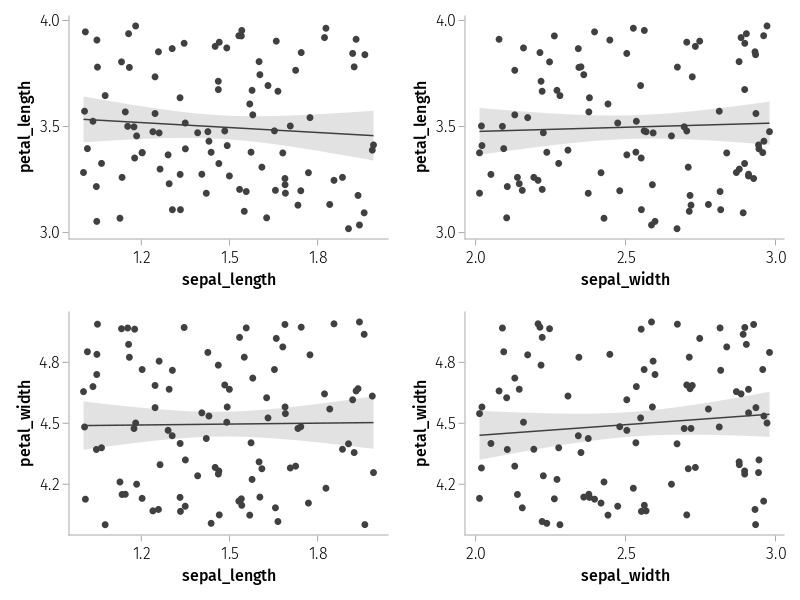 4.0
3.5
3.0
petal_length
1.2 1.5 1.8
sepal_length
4.0
3.5
3.0
petal_length
2.0 2.5 3.0
sepal_width
4.8
4.5
4.2
petal_width
1.2 1.5 1.8
sepal_length
4.8
4.5
4.2
petal_width
2.0 2.5 3.0
sepal_width